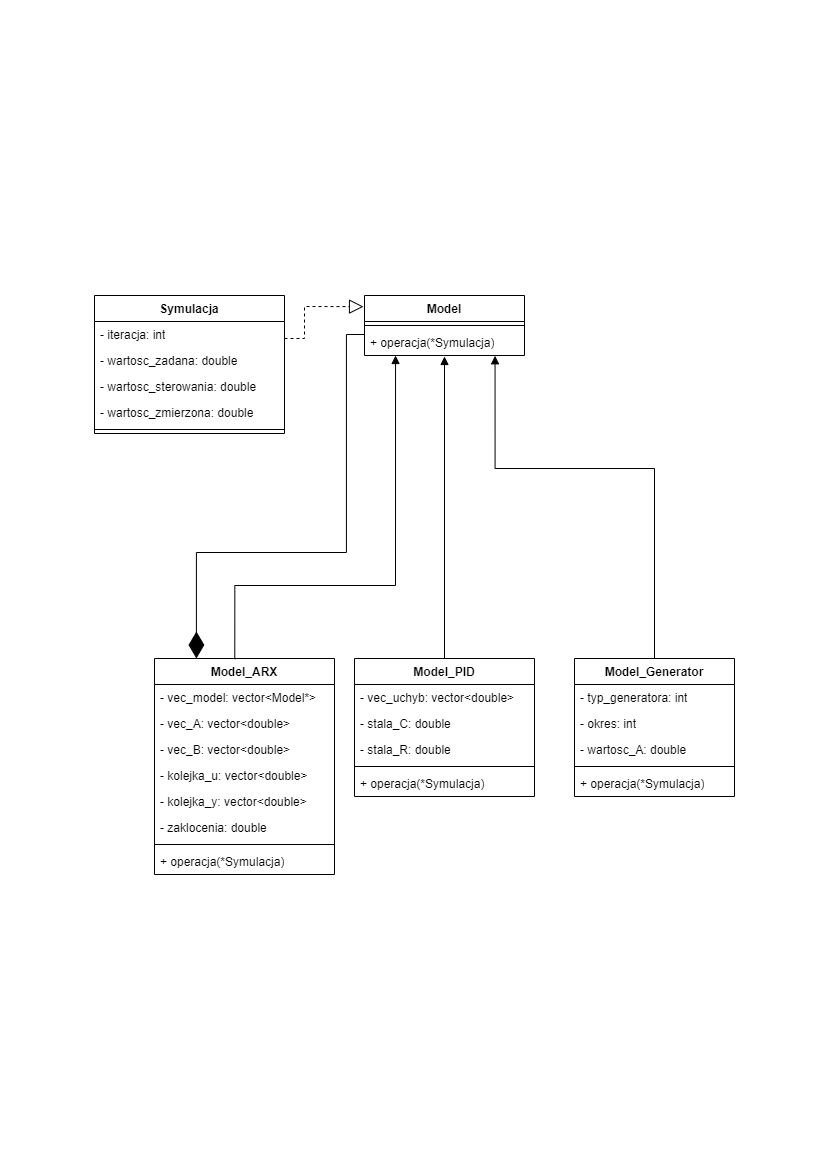 Symulacja
- iteracja: int
- wartosc_zadana: double
- wartosc_sterowania: double
- wartosc_zmierzona: double
Model
+ operacja(*Symulacja)
Model_ARX
- vec_model: vector<Model*>
- vec_A: vector<double>
- vec_B: vector<double>
- kolejka_u: vector<double>
- kolejka_y: vector<double>
- zaklocenia: double
+ operacja(*Symulacja)
Model_PID
- vec_uchyb: vector<double>
- stala_C: double
- stala_R: double
+ operacja(*Symulacja)
Model_Generator
- typ_generatora: int
- okres: int
- wartosc_A: double
+ operacja(*Symulacja)